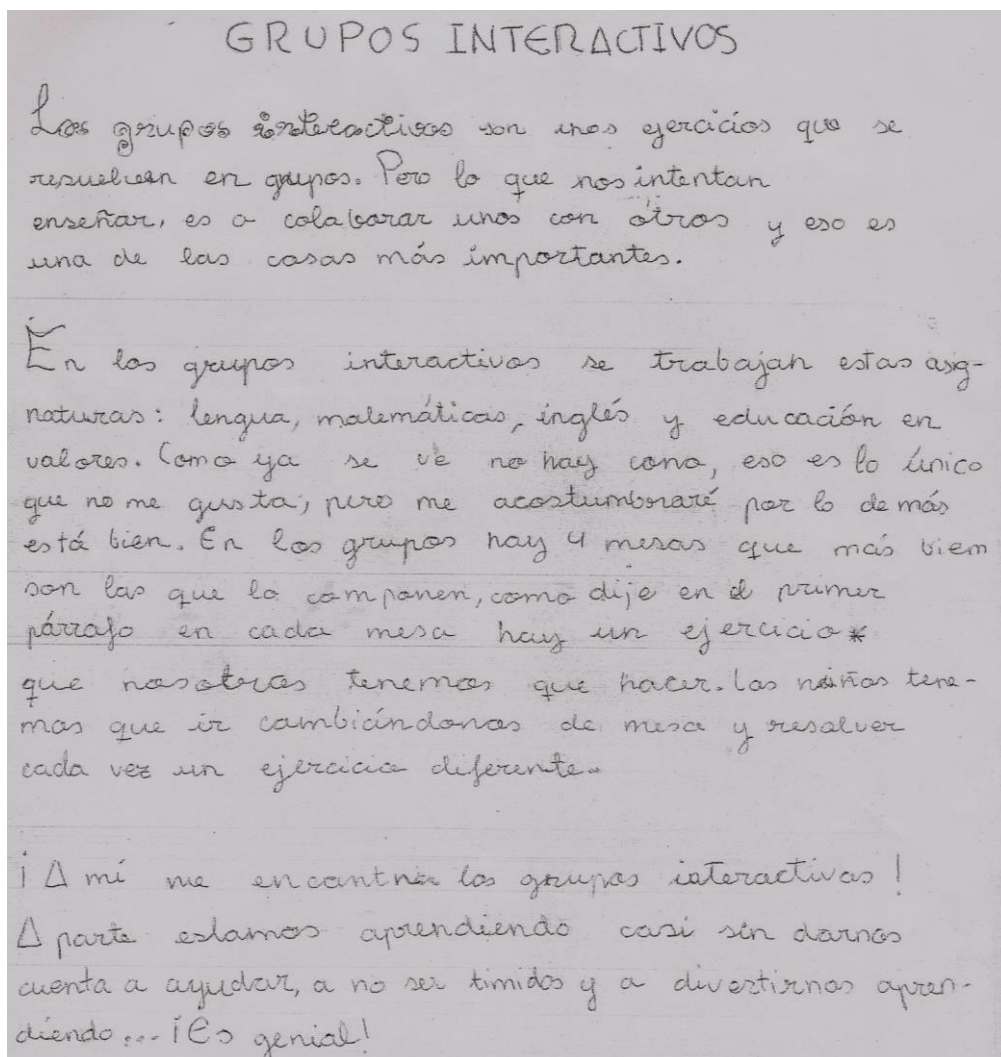 GRUPOS INTERACTIVOS
Los grupos interactivos son unos ejercicios que se
resuelven en grupos. Pero lo que nos intentan
enseñar, es a colaborar unos con otros y eso es
una de las cosas más importantes.
En los grupos interactivos se trabajan estas asig-
naturas: lengua, matemáticas, inglés y educación en
valores. Como ya se ve no hay cono, eso es lo único
que no me gusta, pero me acostumbraré por lo demás
está bien. En los grupos hay 4 mesas que más biem
son las que lo componen, como dije en el primer
párrafo en cada mesa hay un ejercicio*
que nosotros tenemos que hacer. Los niños tene-
mos que ir cambiándonos de mesa y resolver
cada vez un ejercicio diferente.
¡A mí me encantan los grupos interactivos!
A parte estamos aprendiendo casi sin darnos
cuenta a ayudar, a no ser timidos y a divertirnos apren-
diendo... ¡Es genial!